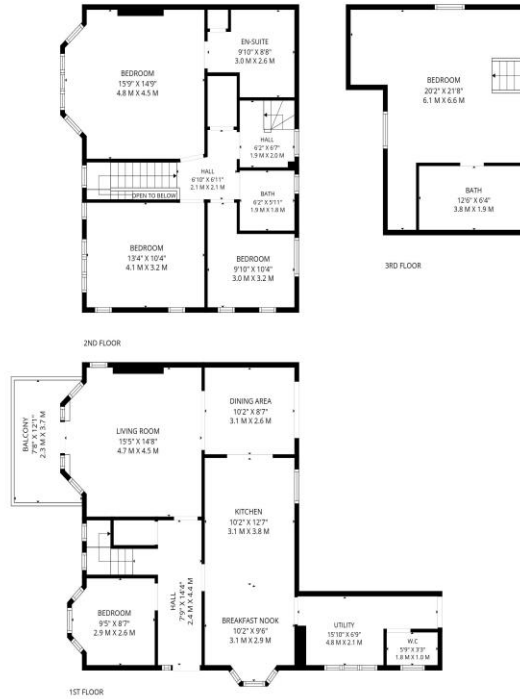 BEDROOM
15'9" X 14'9"
4.8 M X 4.5 M
EN-SUITE
9'10" X 8'8"
3.0 M X 2.6 M
HALL
6'2" X 6'7"
1.9 M X 2.0 M
HALL
6'10" X 6'11"
2.1 M X 2.1 M
OPEN TO BELOW
BATH
6'2" X 5'11"
1.9 M X 1.8 M
BEDROOM
13'4" X 10'4"
4.1 M X 3.2 M
BEDROOM
9'10" X 10'4"
3.0 M X 3.2 M
2ND FLOOR
BEDROOM
20'2" X 21'8"
6.1 M X 6.6 M
BATH
12'6" X 6'4"
3.8 M X 1.9 M
3RD FLOOR
BALCONY
7'8" X 12'1"
2.3 M X 3.7 M
LIVING ROOM
15'5" X 14'8"
4.7 M X 4.5 M
DINING AREA
10'2" X 8'7"
3.1 M X 2.6 M
KITCHEN
10'2" X 12'7"
3.1 M X 3.8 M
HALL
7'9" X 14'4"
2.4 M X 4.4 M
BEDROOM
9'5" X 8'7"
2.9 M X 2.6 M
BREAKFAST NOOK
10'2" X 9'6"
3.1 M X 2.9 M
UTILITY
15'10" X 6'9"
4.8 M X 2.1 M
W.C
5'9" X 3'3"
1.8 M X 1.0 M
1ST FLOOR